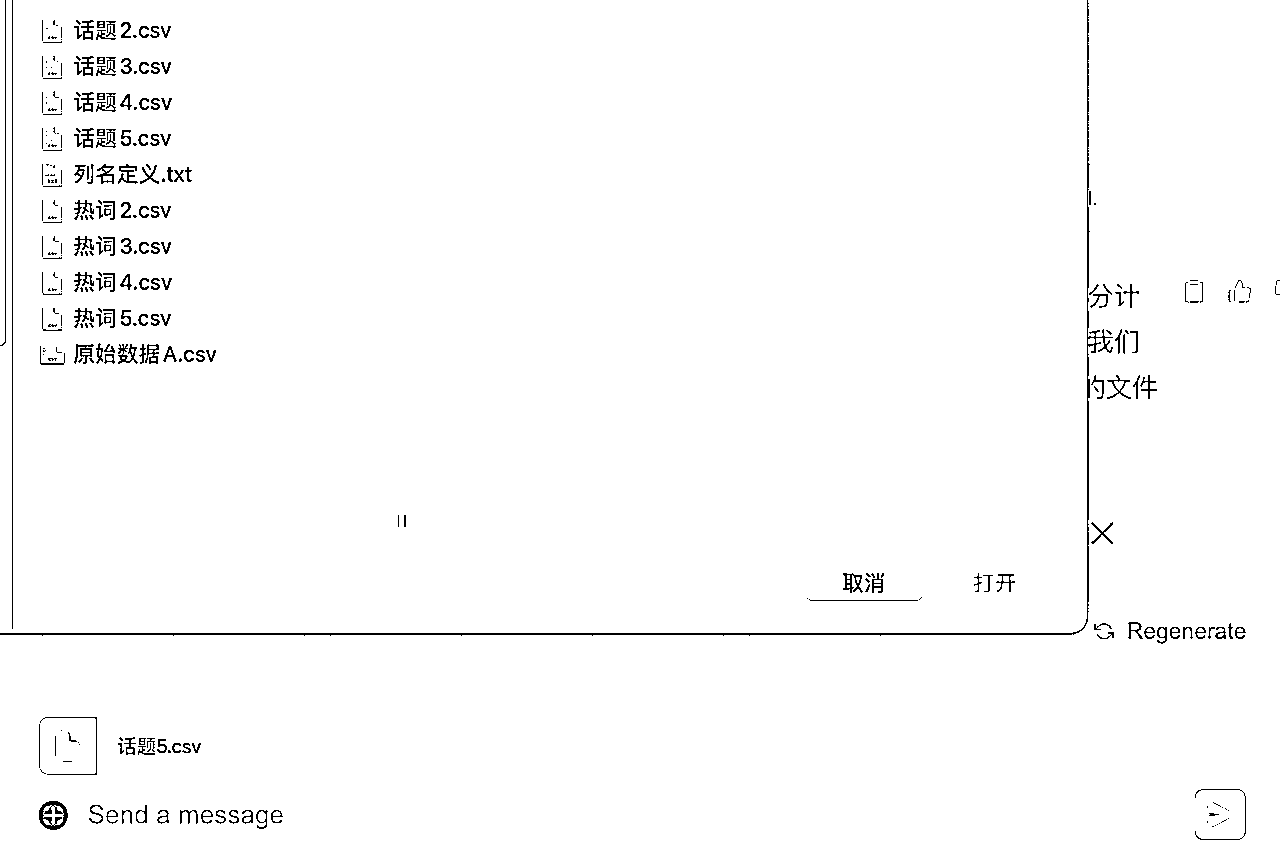 话题2.csv
话题3.csv
话题4.csv
话题5.csv
列名定义.txt
热词2.csv
热词3.csv
热词4.csv
热词5.csv
原始数据A.csv
分计
我们
的文件
取消
打开
Regenerate
话题5.csv
Send a message